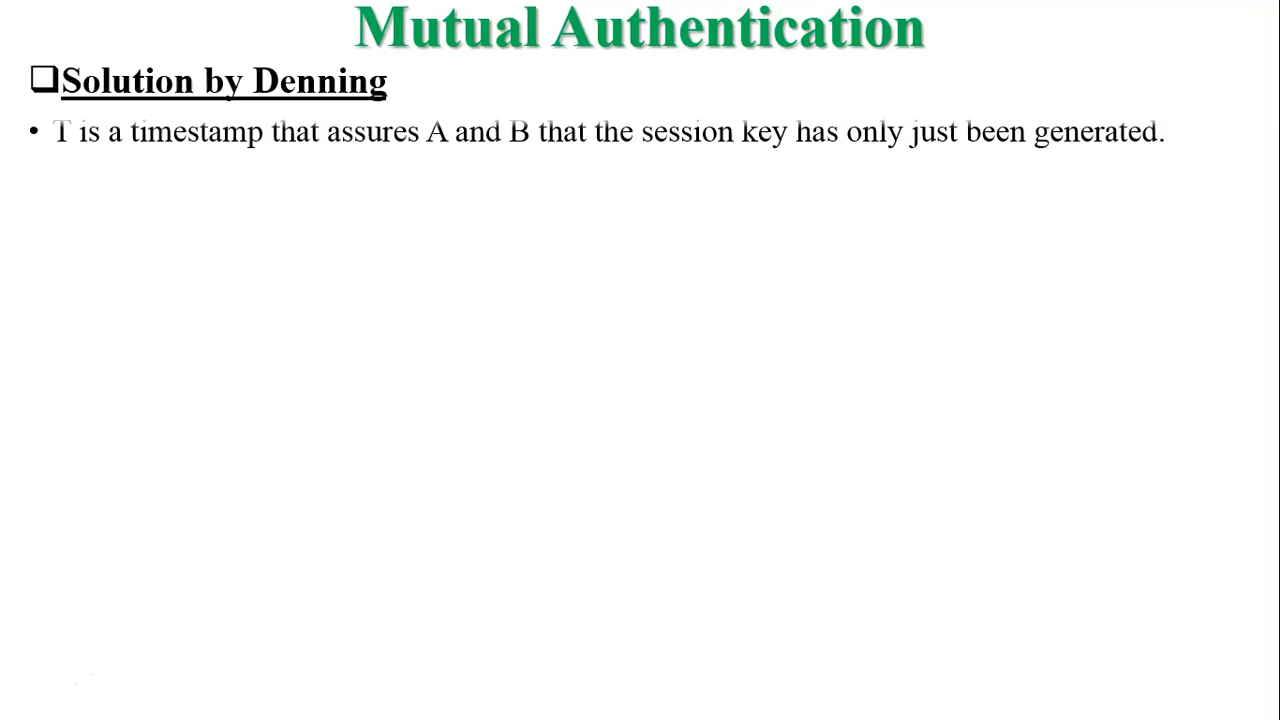 Mutual Authentication
❑Solution by Denning
• T is a timestamp that assures A and B that the session key has only just been generated.